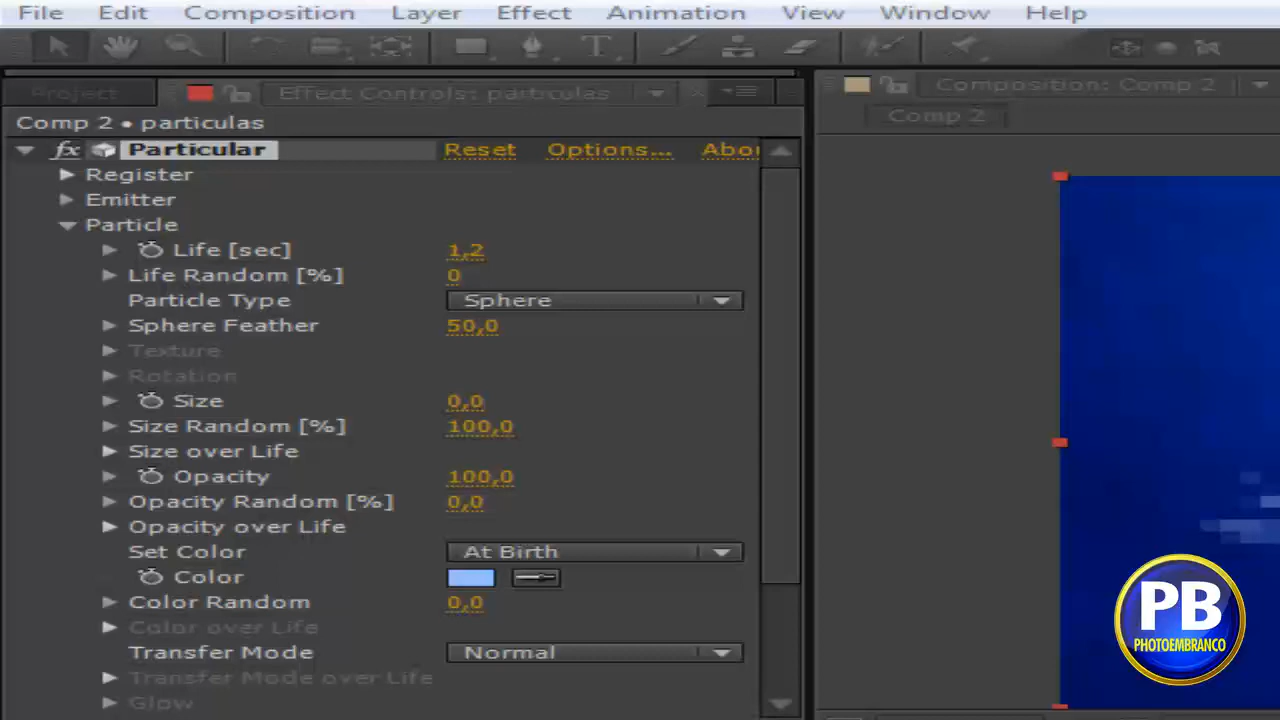 File Edit Composition Layer Effect Animation View Window Help
Project Effect Controls: particulas Composition: Comp 2
Comp 2 • particulas Comp 2
fx Particular Reset Options... Abo
Register
Emitter
Particle
Life [sec] 1,2
Life Random [%] 0
Particle Type Sphere
Sphere Feather 50,0
Texture
Rotation
Size 0,0
Size Random [%] 100,0
Size over Life
Opacity 100,0
Opacity Random [%] 0,0
Opacity over Life
Set Color At Birth
Color
Color Random 0,0
Color over Life
Transfer Mode Normal
Transfer Mode over Life
Glow
PB
PHOTOEMBRANCO